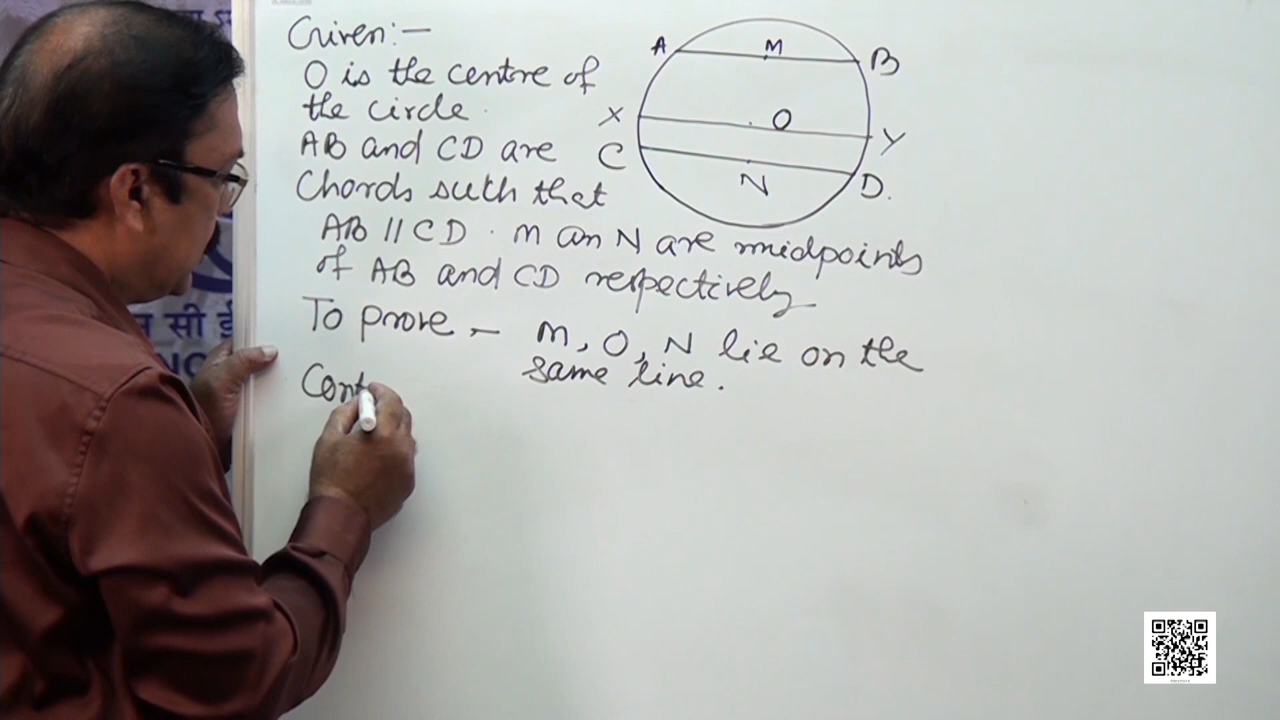 Given:-
O is the centre of
the circle.
AB and CD are
Chords such that
AB || CD . M an N are midpoints
of AB and CD respectively
To prove - M, O, N lie on the
same line.
Cont
A M B
X O Y
C N D.
सी ई